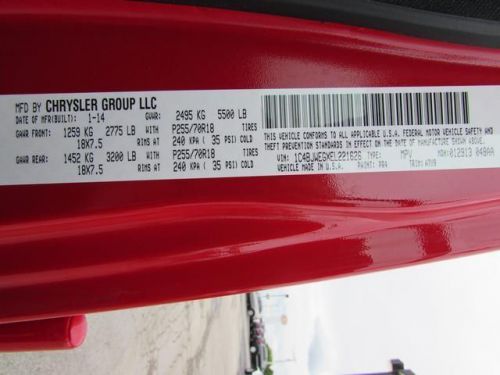 MFD BY CHRYSLER GROUP LLC
DATE OF MFR(BUILT): 1-14 GVWR: 2495 KG 5500 LB
GAWR FRONT: 1259 KG 2775 LB WITH P255/70R18 TIRES
18X7.5 RIMS AT 240 KPA ( 35 PSI) COLD
GAWR REAR: 1452 KG 3200 LB WITH P255/70R18 TIRES
18X7.5 RIMS AT 240 KPA ( 35 PSI) COLD
THIS VEHICLE CONFORMS TO ALL APPLICABLE FEDERAL MOTOR VEHICLE SAFETY AND
THEFT PREVENTION STANDARDS IN EFFECT ON THE DATE OF MANUFACTURE SHOWN ABOVE.
VIN: TYPE: MPV
MADE IN U.S.A. PAINT: PR4